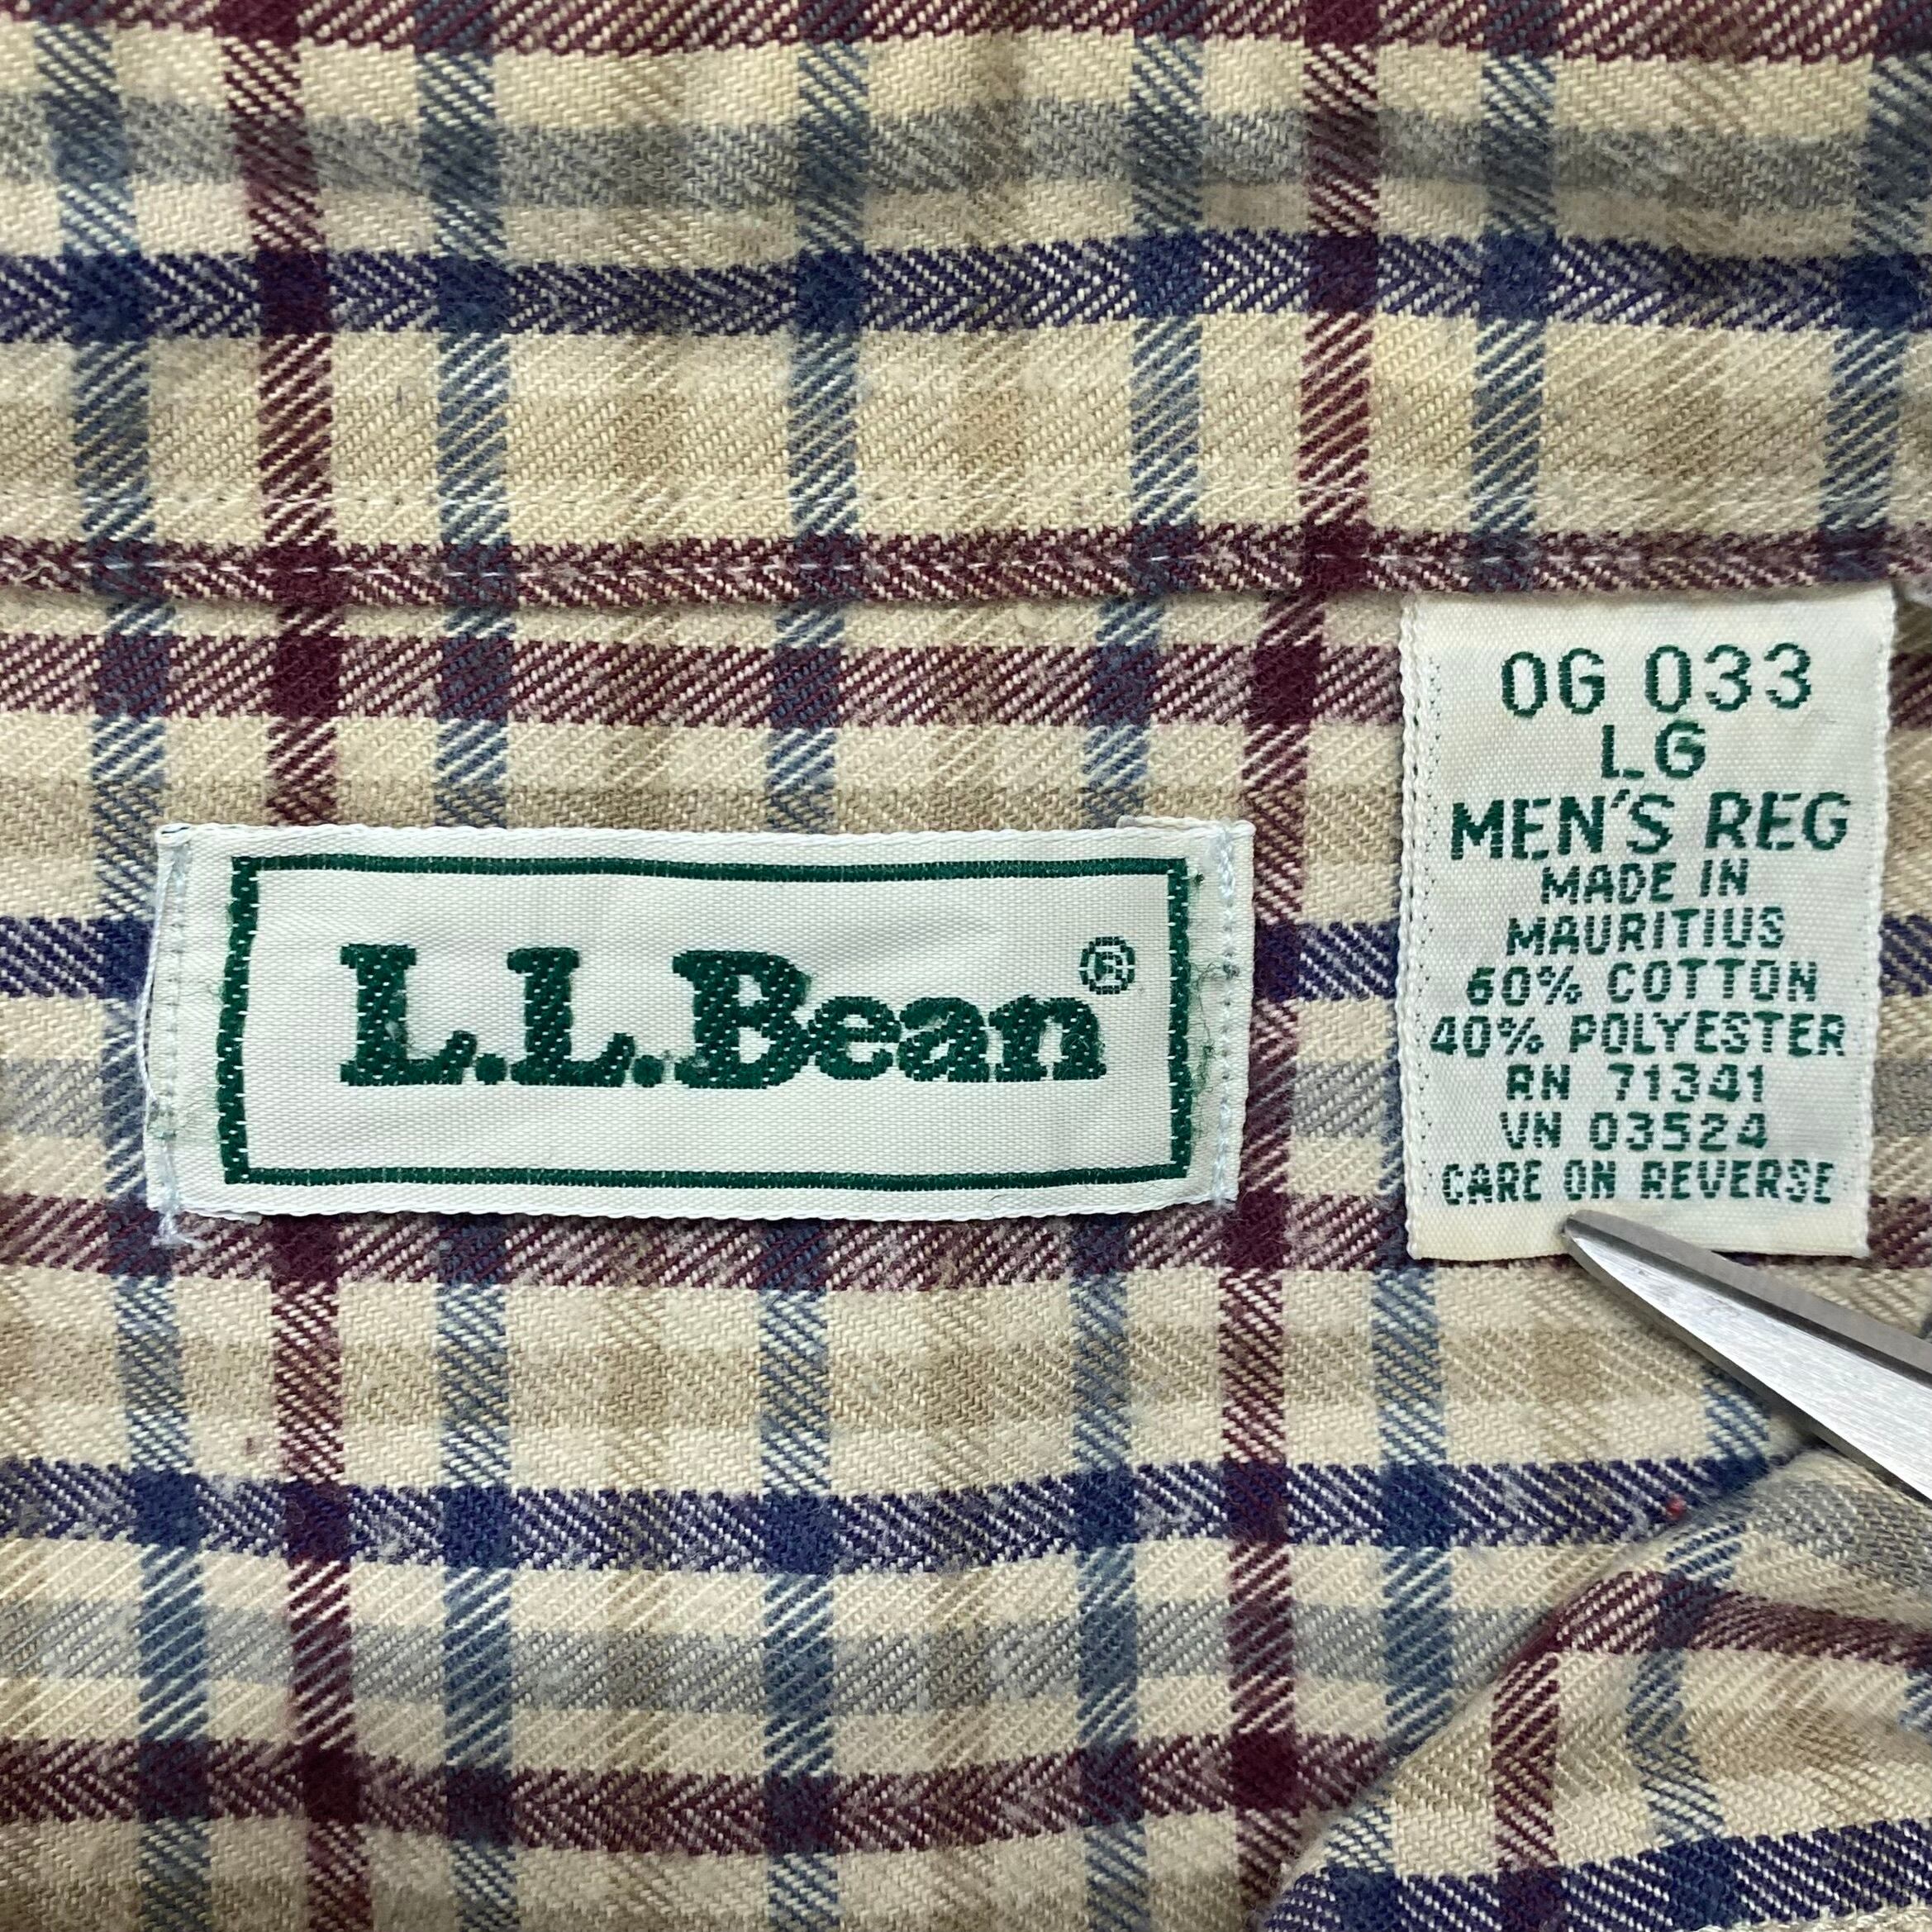 L.L.Bean®
0G 033
LG
MEN'S REG
MADE IN
MAURITIUS
60% COTTON
40% POLYESTER
RN 71341
VN 03524
CARE ON REVERSE